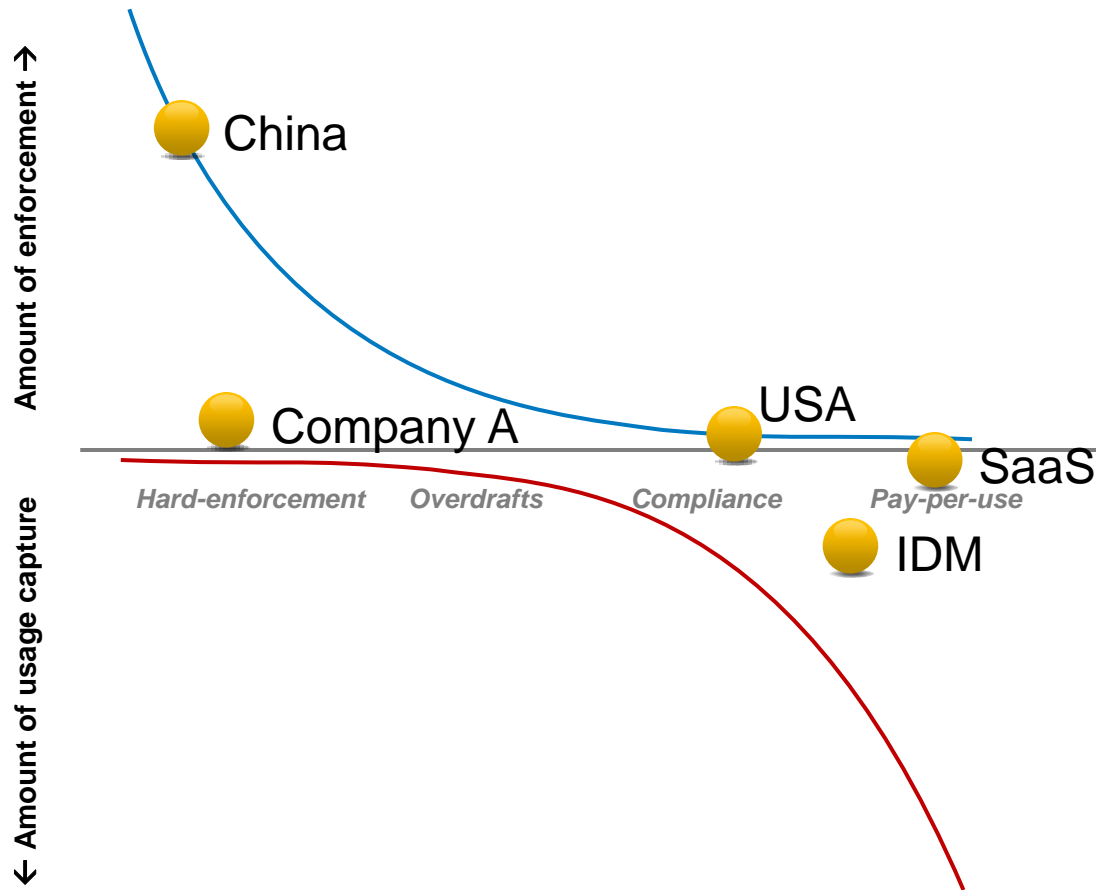 Amount of enforcement →
China
Company A
USA
SaaS
Hard-enforcement
Overdrafts
Compliance
Pay-per-use
IDM
← Amount of usage capture